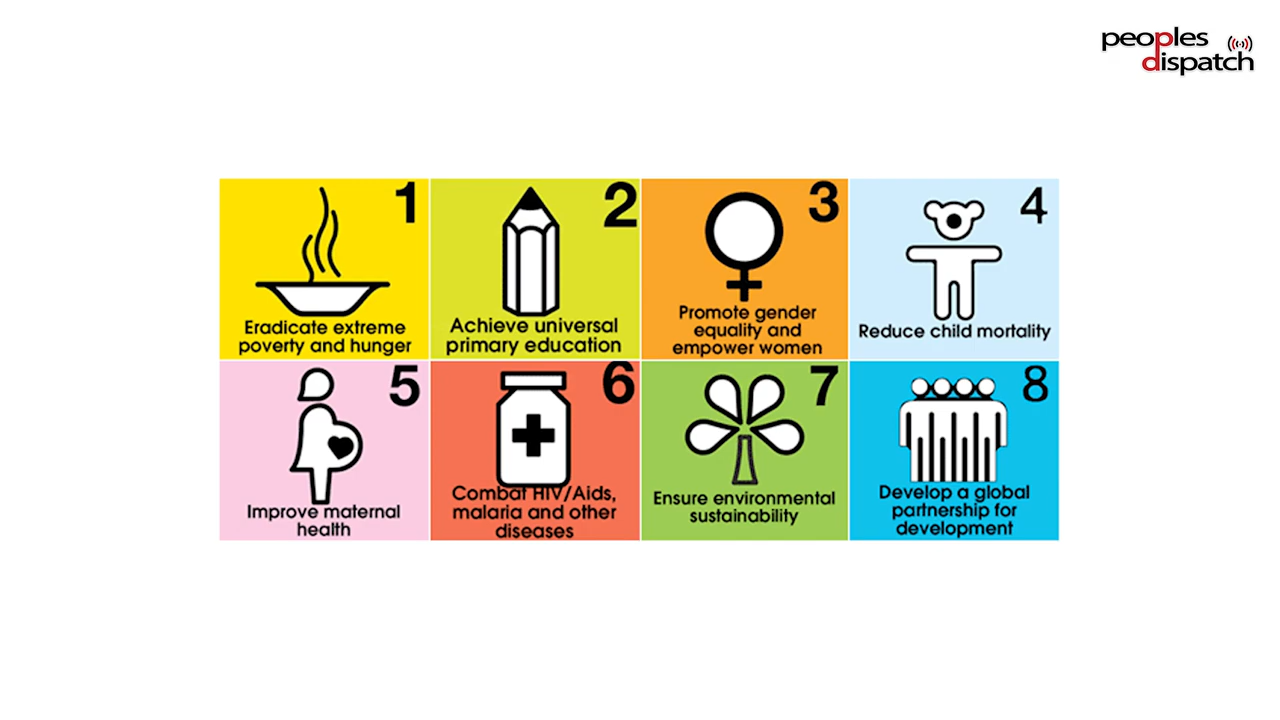 peoples
dispatch
1
Eradicate extreme
poverty and hunger
2
Achieve universal
primary education
3
Promote gender
equality and
empower women
4
Reduce child mortality
5
Improve maternal
health
6
Combat HIV/Aids,
malaria and other
diseases
7
Ensure environmental
sustainability
8
Develop a global
partnership for
development